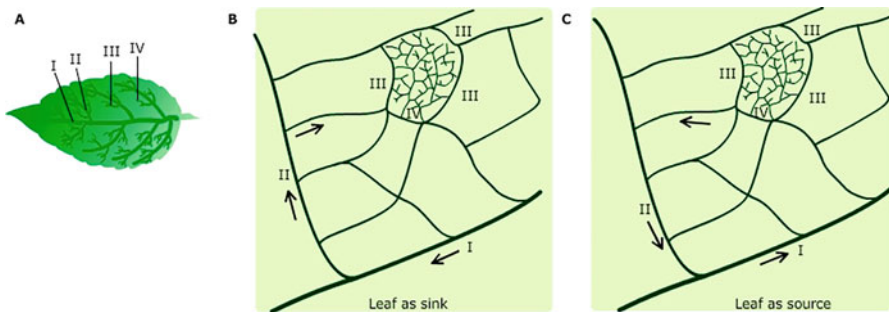 A
I II III IV
B
III
III
III
IV
II
I
Leaf as sink
C
III
III
III
IV
II
I
Leaf as source